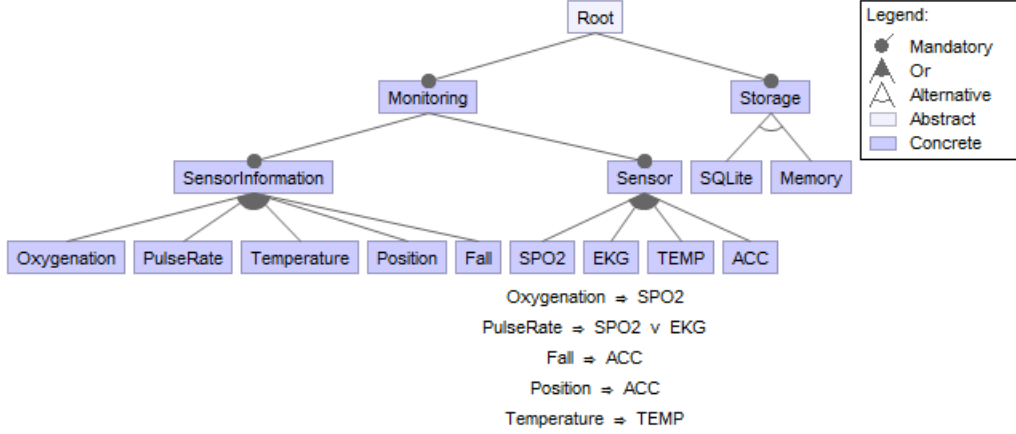 Root
Legend:
Mandatory
Or
Alternative
Abstract
Concrete
Monitoring
Storage
SensorInformation
Sensor
SQLite
Memory
Oxygenation
PulseRate
Temperature
Position
Fall
SPO2
EKG
TEMP
ACC
Oxygenation ⇒ SPO2
PulseRate ⇒ SPO2 ∨ EKG
Fall ⇒ ACC
Position ⇒ ACC
Temperature ⇒ TEMP